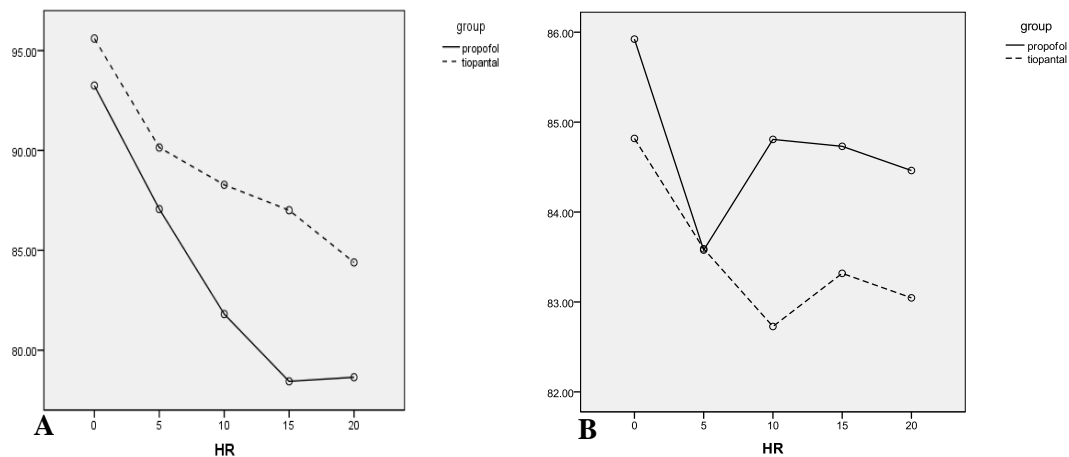 group
propofol
tiopantal
95.00
90.00
85.00
80.00
0 5 10 15 20
HR
A
group
propofol
tiopantal
86.00
85.00
84.00
83.00
82.00
0 5 10 15 20
HR
B